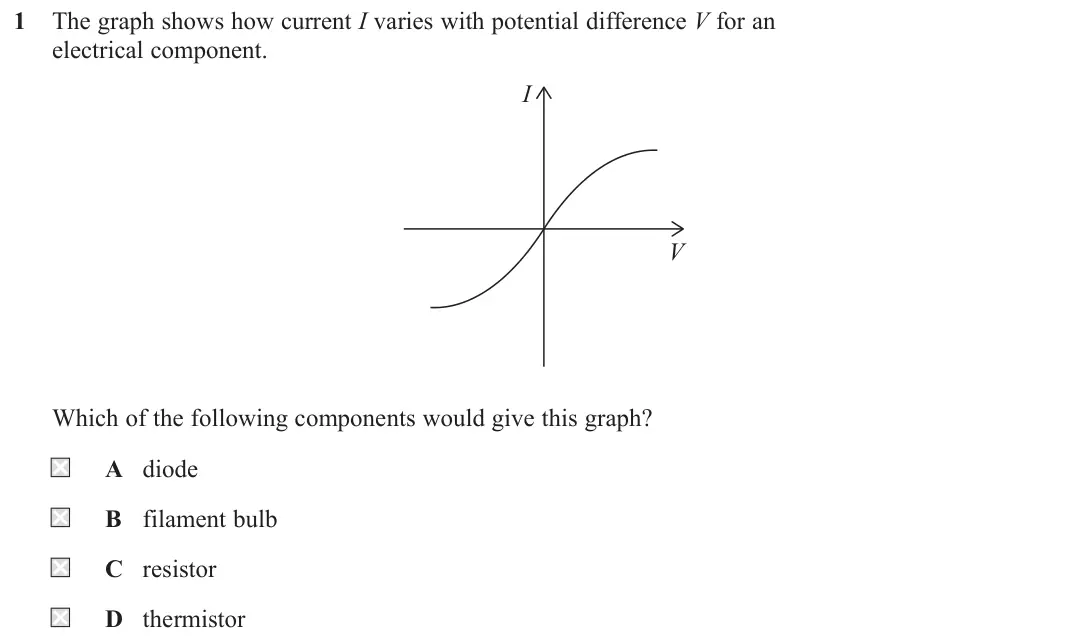 1 The graph shows how current I varies with potential difference V for an
electrical component.
I
V
Which of the following components would give this graph?
A diode
B filament bulb
C resistor
D thermistor